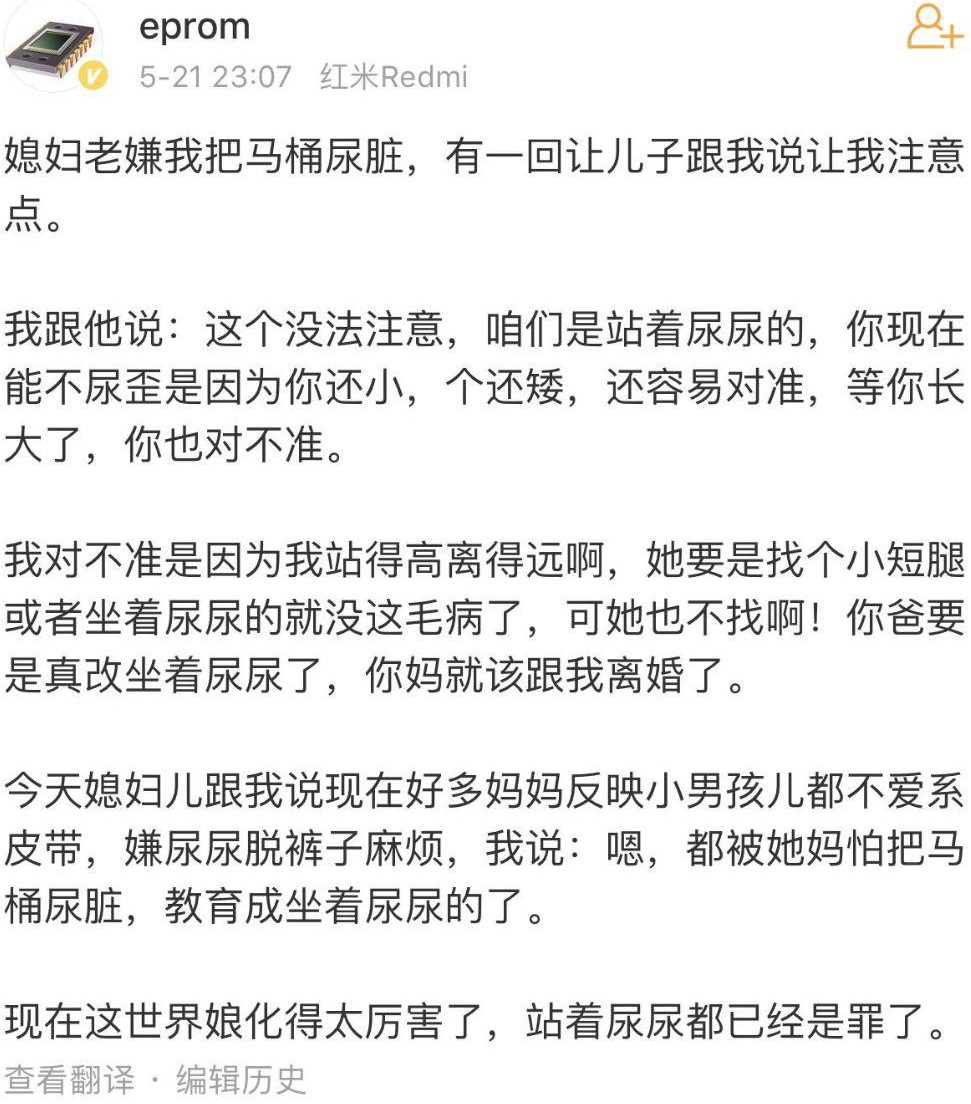 eprom
5-21 23:07 红米Redmi
媳妇老嫌我把马桶尿脏，有一回让儿子跟我说让我注意
点。
我跟他说：这个没法注意，咱们是站着尿尿的，你现在
能不尿歪是因为你还小，个还矮，还容易对准，等你长
大了，你也对不准。
我对不准是因为我站得高离得远啊，她要是找个小短腿
或者坐着尿尿的就没这毛病了，可她也不找啊！你爸要
是真改坐着尿尿了，你妈就该跟我离婚了。
今天媳妇儿跟我说现在好多妈妈反映小男孩儿都不爱系
皮带，嫌尿尿脱裤子麻烦，我说：嗯，都被她妈怕把马
桶尿脏，教育成坐着尿尿的了。
现在这世界娘化得太厉害了，站着尿尿都已经是罪了。
查看翻译 · 编辑历史